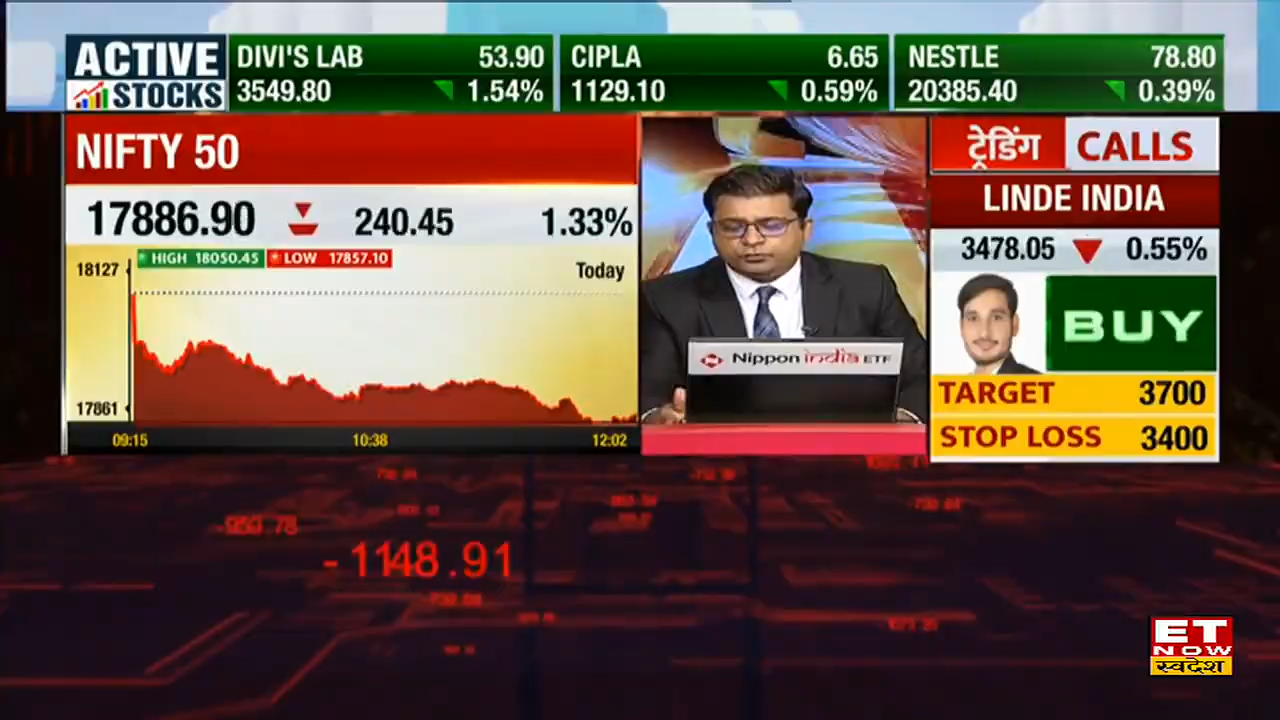 ACTIVE
STOCKS
DIVI'S LAB 53.90
3549.80 1.54%
CIPLA 6.65
1129.10 0.59%
NESTLE 78.80
20385.40 0.39%
NIFTY 50
17886.90 240.45 1.33%
HIGH 18050.45 LOW 17857.10
Today
18127
17861
09:15 10:38 12:02
Nippon india ETF
ट्रेडिंग CALLS
LINDE INDIA
3478.05 0.55%
BUY
TARGET 3700
STOP LOSS 3400
-1148.91
ET
NOW
स्वदेश